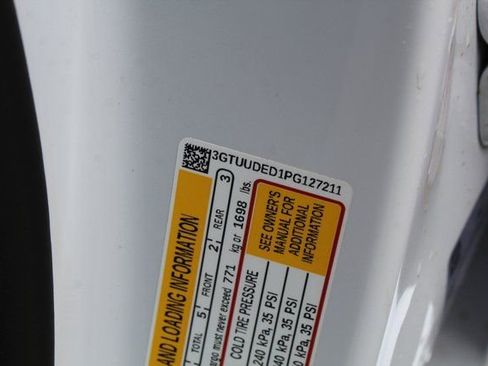 3GTUUDED1PG127211
AND LOADING INFORMATION
TOTAL 5 FRONT 2 REAR 3
argo must never exceed 771 kg or 1698 lbs.
COLD TIRE PRESSURE
240 kPa, 35 PSI
40 kPa, 35 PSI
0 kPa, 35 PSI
SEE OWNER'S
MANUAL FOR
ADDITIONAL
INFORMATION